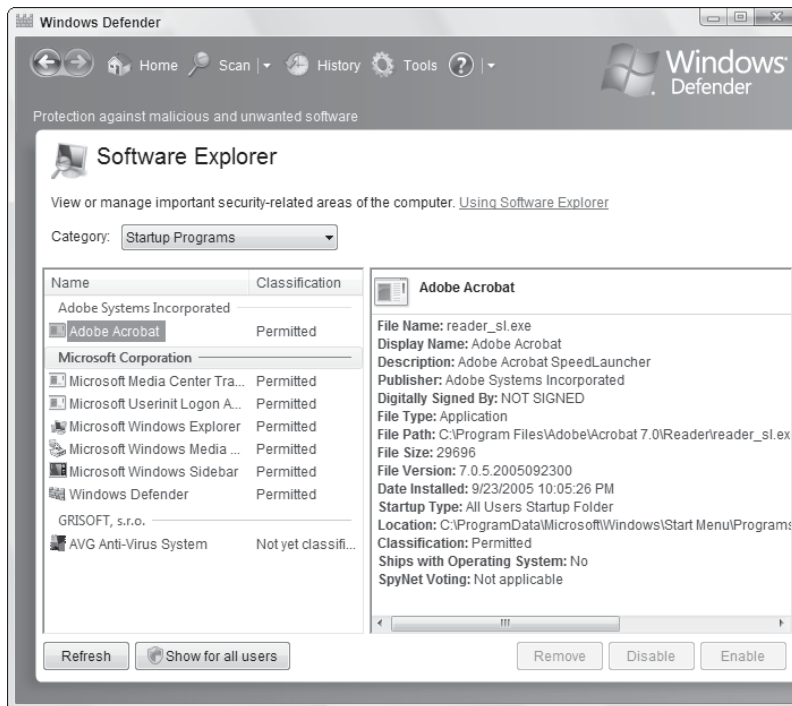 Windows Defender
Home Scan History Tools ?
Windows
Defender
Protection against malicious and unwanted software
Software Explorer
View or manage important security-related areas of the computer. Using Software Explorer
Category: Startup Programs
Name Classification
Adobe Systems Incorporated
Adobe Acrobat Permitted
Microsoft Corporation
Microsoft Media Center Tra... Permitted
Microsoft Userinit Logon A... Permitted
Microsoft Windows Explorer Permitted
Microsoft Windows Media ... Permitted
Microsoft Windows Sidebar Permitted
Windows Defender Permitted
GRISOFT, s.r.o.
AVG Anti-Virus System Not yet classifi...
Adobe Acrobat
File Name: reader_sl.exe
Display Name: Adobe Acrobat
Description: Adobe Acrobat SpeedLauncher
Publisher: Adobe Systems Incorporated
Digitally Signed By: NOT SIGNED
File Type: Application
File Path: C:\Program Files\Adobe\Acrobat 7.0\Reader\reader_sl.ex
File Size: 29696
File Version: 7.0.5.2005092300
Date Installed: 9/23/2005 10:05:26 PM
Startup Type: All Users Startup Folder
Location: C:\ProgramData\Microsoft\Windows\Start Menu\Programs
Classification: Permitted
Ships with Operating System: No
SpyNet Voting: Not applicable
Refresh Show for all users Remove Disable Enable